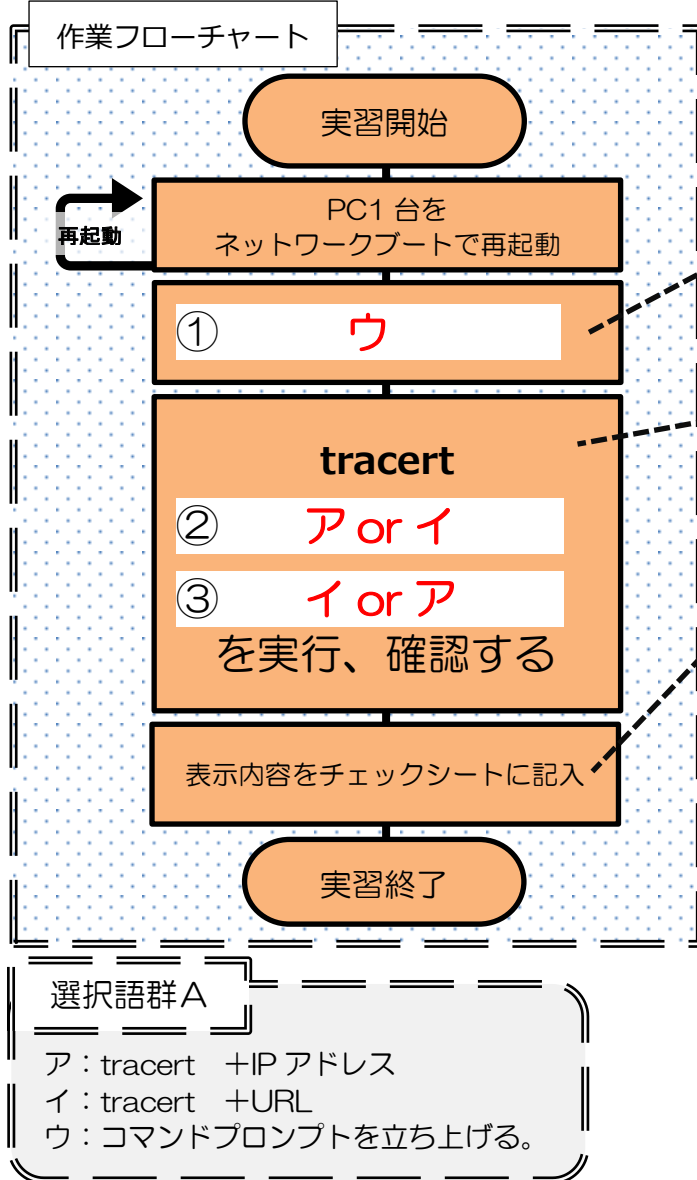 作業フローチャート
実習開始
再起動
PC1 台を
ネットワークブートで再起動
① ウ
tracert
② ア or イ
③ イ or ア
を実行、確認する
表示内容をチェックシートに記入
実習終了
選択語群A
ア：tracert　+IP アドレス
イ：tracert　+URL
ウ：コマンドプロンプトを立ち上げる。